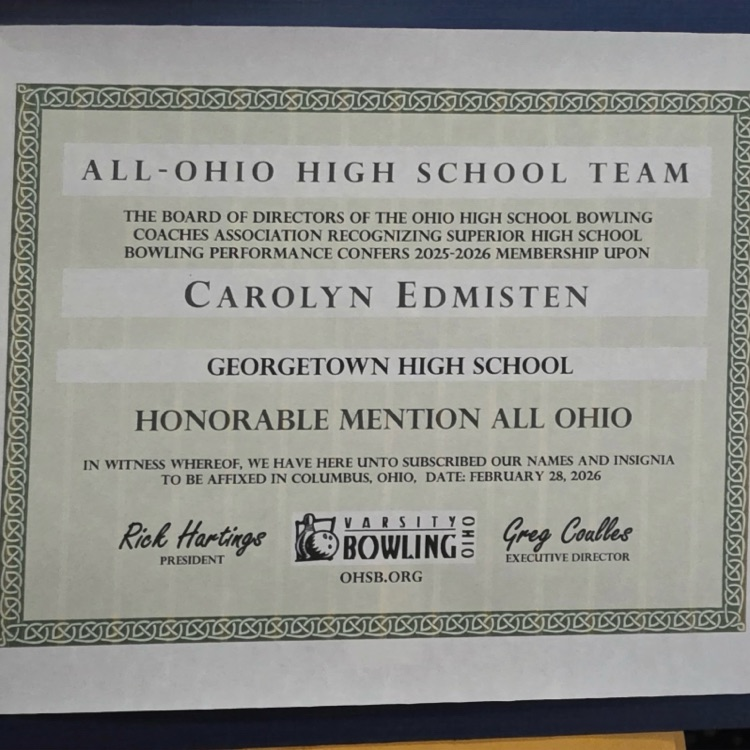 ALL-OHIO HIGH SCHOOL TEAM
THE BOARD OF DIRECTORS OF THE OHIO HIGH SCHOOL BOWLING
COACHES ASSOCIATION RECOGNIZING SUPERIOR HIGH SCHOOL
BOWLING PERFORMANCE CONFERS 2025-2026 MEMBERSHIP UPON
CAROLYN EDMISTEN
GEORGETOWN HIGH SCHOOL
HONORABLE MENTION ALL OHIO
IN WITNESS WHEREOF, WE HAVE HERE UNTO SUBSCRIBED OUR NAMES AND INSIGNIA
TO BE AFFIXED IN COLUMBUS, OHIO, DATE: FEBRUARY 28, 2026
Rick Hartings
PRESIDENT
VARSITY
BOWLING
OHIO
OHSB.ORG
Greg Coulles
EXECUTIVE DIRECTOR